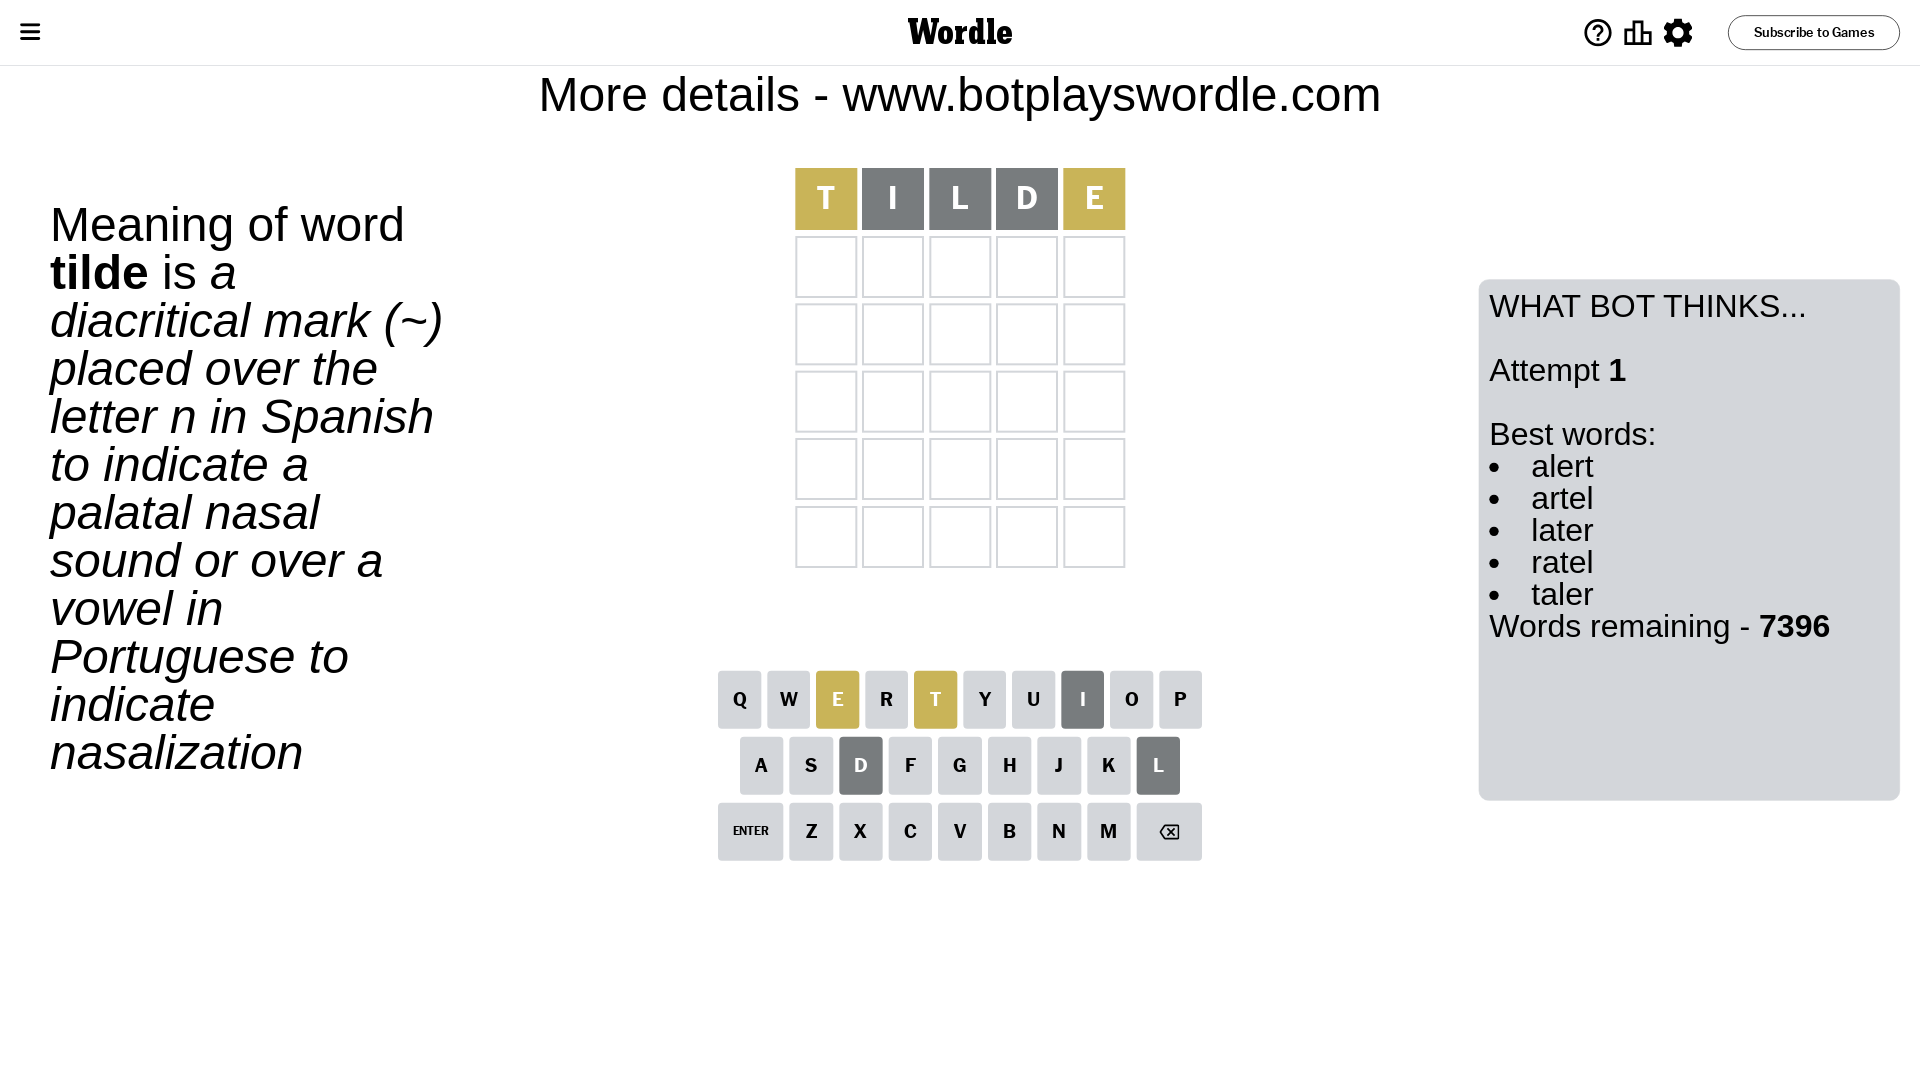 Wordle
Subscribe to Games
More details - www.botplayswordle.com
Meaning of word
tilde is a
diacritical mark (~)
placed over the
letter n in Spanish
to indicate a
palatal nasal
sound or over a
vowel in
Portuguese to
indicate
nasalization
T I L D E
WHAT BOT THINKS...
Attempt 1
Best words:
• alert
• artel
• later
• ratel
• taler
Words remaining - 7396
Q W E R T Y U I O P
A S D F G H J K L
ENTER Z X C V B N M